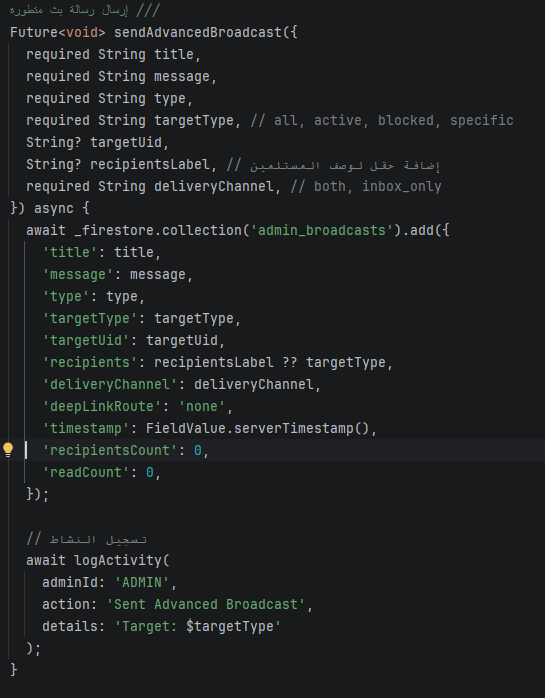 /// إرسال رسالة بث متطورة
Future<void> sendAdvancedBroadcast({
required String title,
required String message,
required String type,
required String targetType, // all, active, blocked, specific
String? targetUid,
String? recipientsLabel, // إضافة حقل لوصف المستلمين
required String deliveryChannel, // both, inbox_only
}) async {
await _firestore.collection('admin_broadcasts').add({
'title': title,
'message': message,
'type': type,
'targetType': targetType,
'targetUid': targetUid,
'recipients': recipientsLabel ?? targetType,
'deliveryChannel': deliveryChannel,
'deepLinkRoute': 'none',
'timestamp': FieldValue.serverTimestamp(),
'recipientsCount': 0,
'readCount': 0,
});
// تسجيل النشاط
await logActivity(
adminId: 'ADMIN',
action: 'Sent Advanced Broadcast',
details: 'Target: $targetType'
);
}